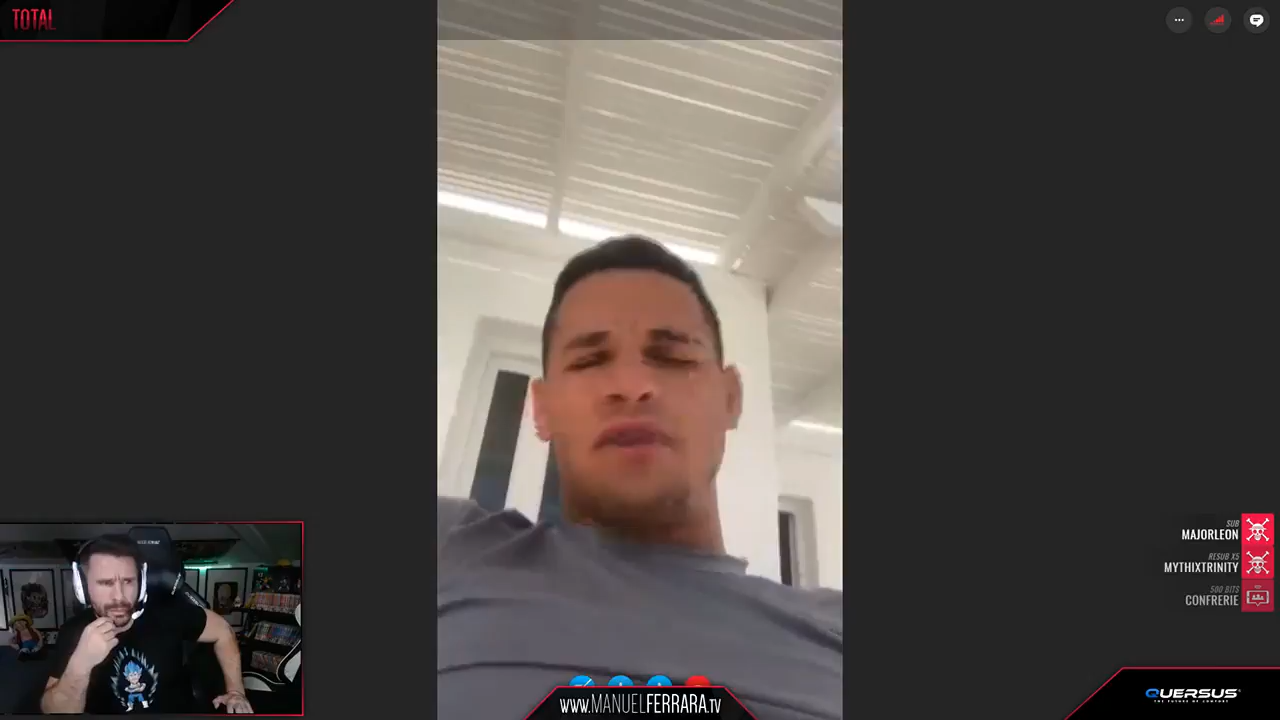 TOTAL
SUB
MAJORLEON
RESUB X5
MYTHIXTRINITY
500 BITS
CONFRERIE
WWW.MANUELFERRARA.TV
QUERSUS
THE FUTURE OF COMFORT